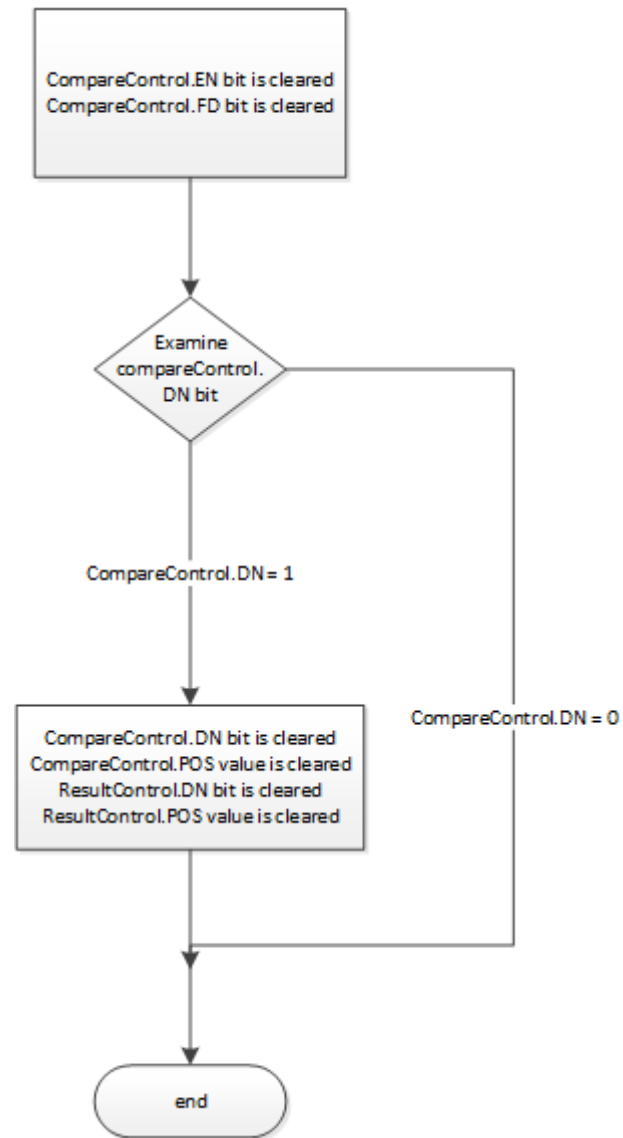 CompareControl.EN bit is cleared
CompareControl.FD bit is cleared
Examine
compareControl.
DN bit
CompareControl.DN = 1
CompareControl.DN = 0
CompareControl.DN bit is cleared
CompareControl.POS value is cleared
ResultControl.DN bit is cleared
ResultControl.POS value is cleared
end